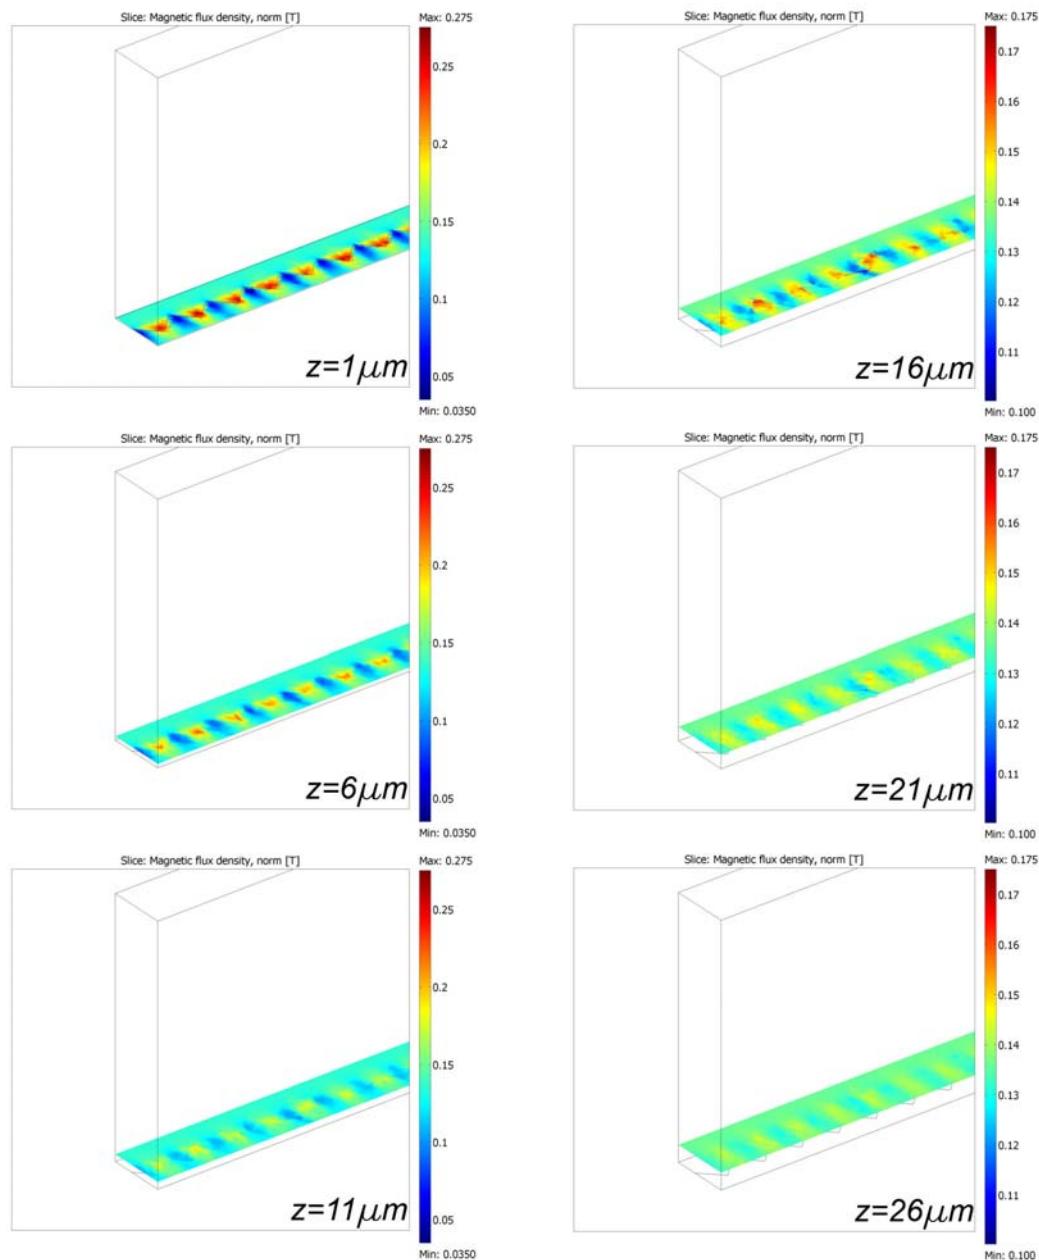 Slice: Magnetic flux density, norm [T]
Max: 0.275
0.25
0.2
0.15
0.1
0.05
Min: 0.0350
z=1μm
Slice: Magnetic flux density, norm [T]
Max: 0.175
0.17
0.16
0.15
0.14
0.13
0.12
0.11
Min: 0.100
z=16μm
Slice: Magnetic flux density, norm [T]
Max: 0.275
0.25
0.2
0.15
0.1
0.05
Min: 0.0350
z=6μm
Slice: Magnetic flux density, norm [T]
Max: 0.175
0.17
0.16
0.15
0.14
0.13
0.12
0.11
Min: 0.100
z=21μm
Slice: Magnetic flux density, norm [T]
Max: 0.275
0.25
0.2
0.15
0.1
0.05
Min: 0.0350
z=11μm
Slice: Magnetic flux density, norm [T]
Max: 0.175
0.17
0.16
0.15
0.14
0.13
0.12
0.11
Min: 0.100
z=26μm